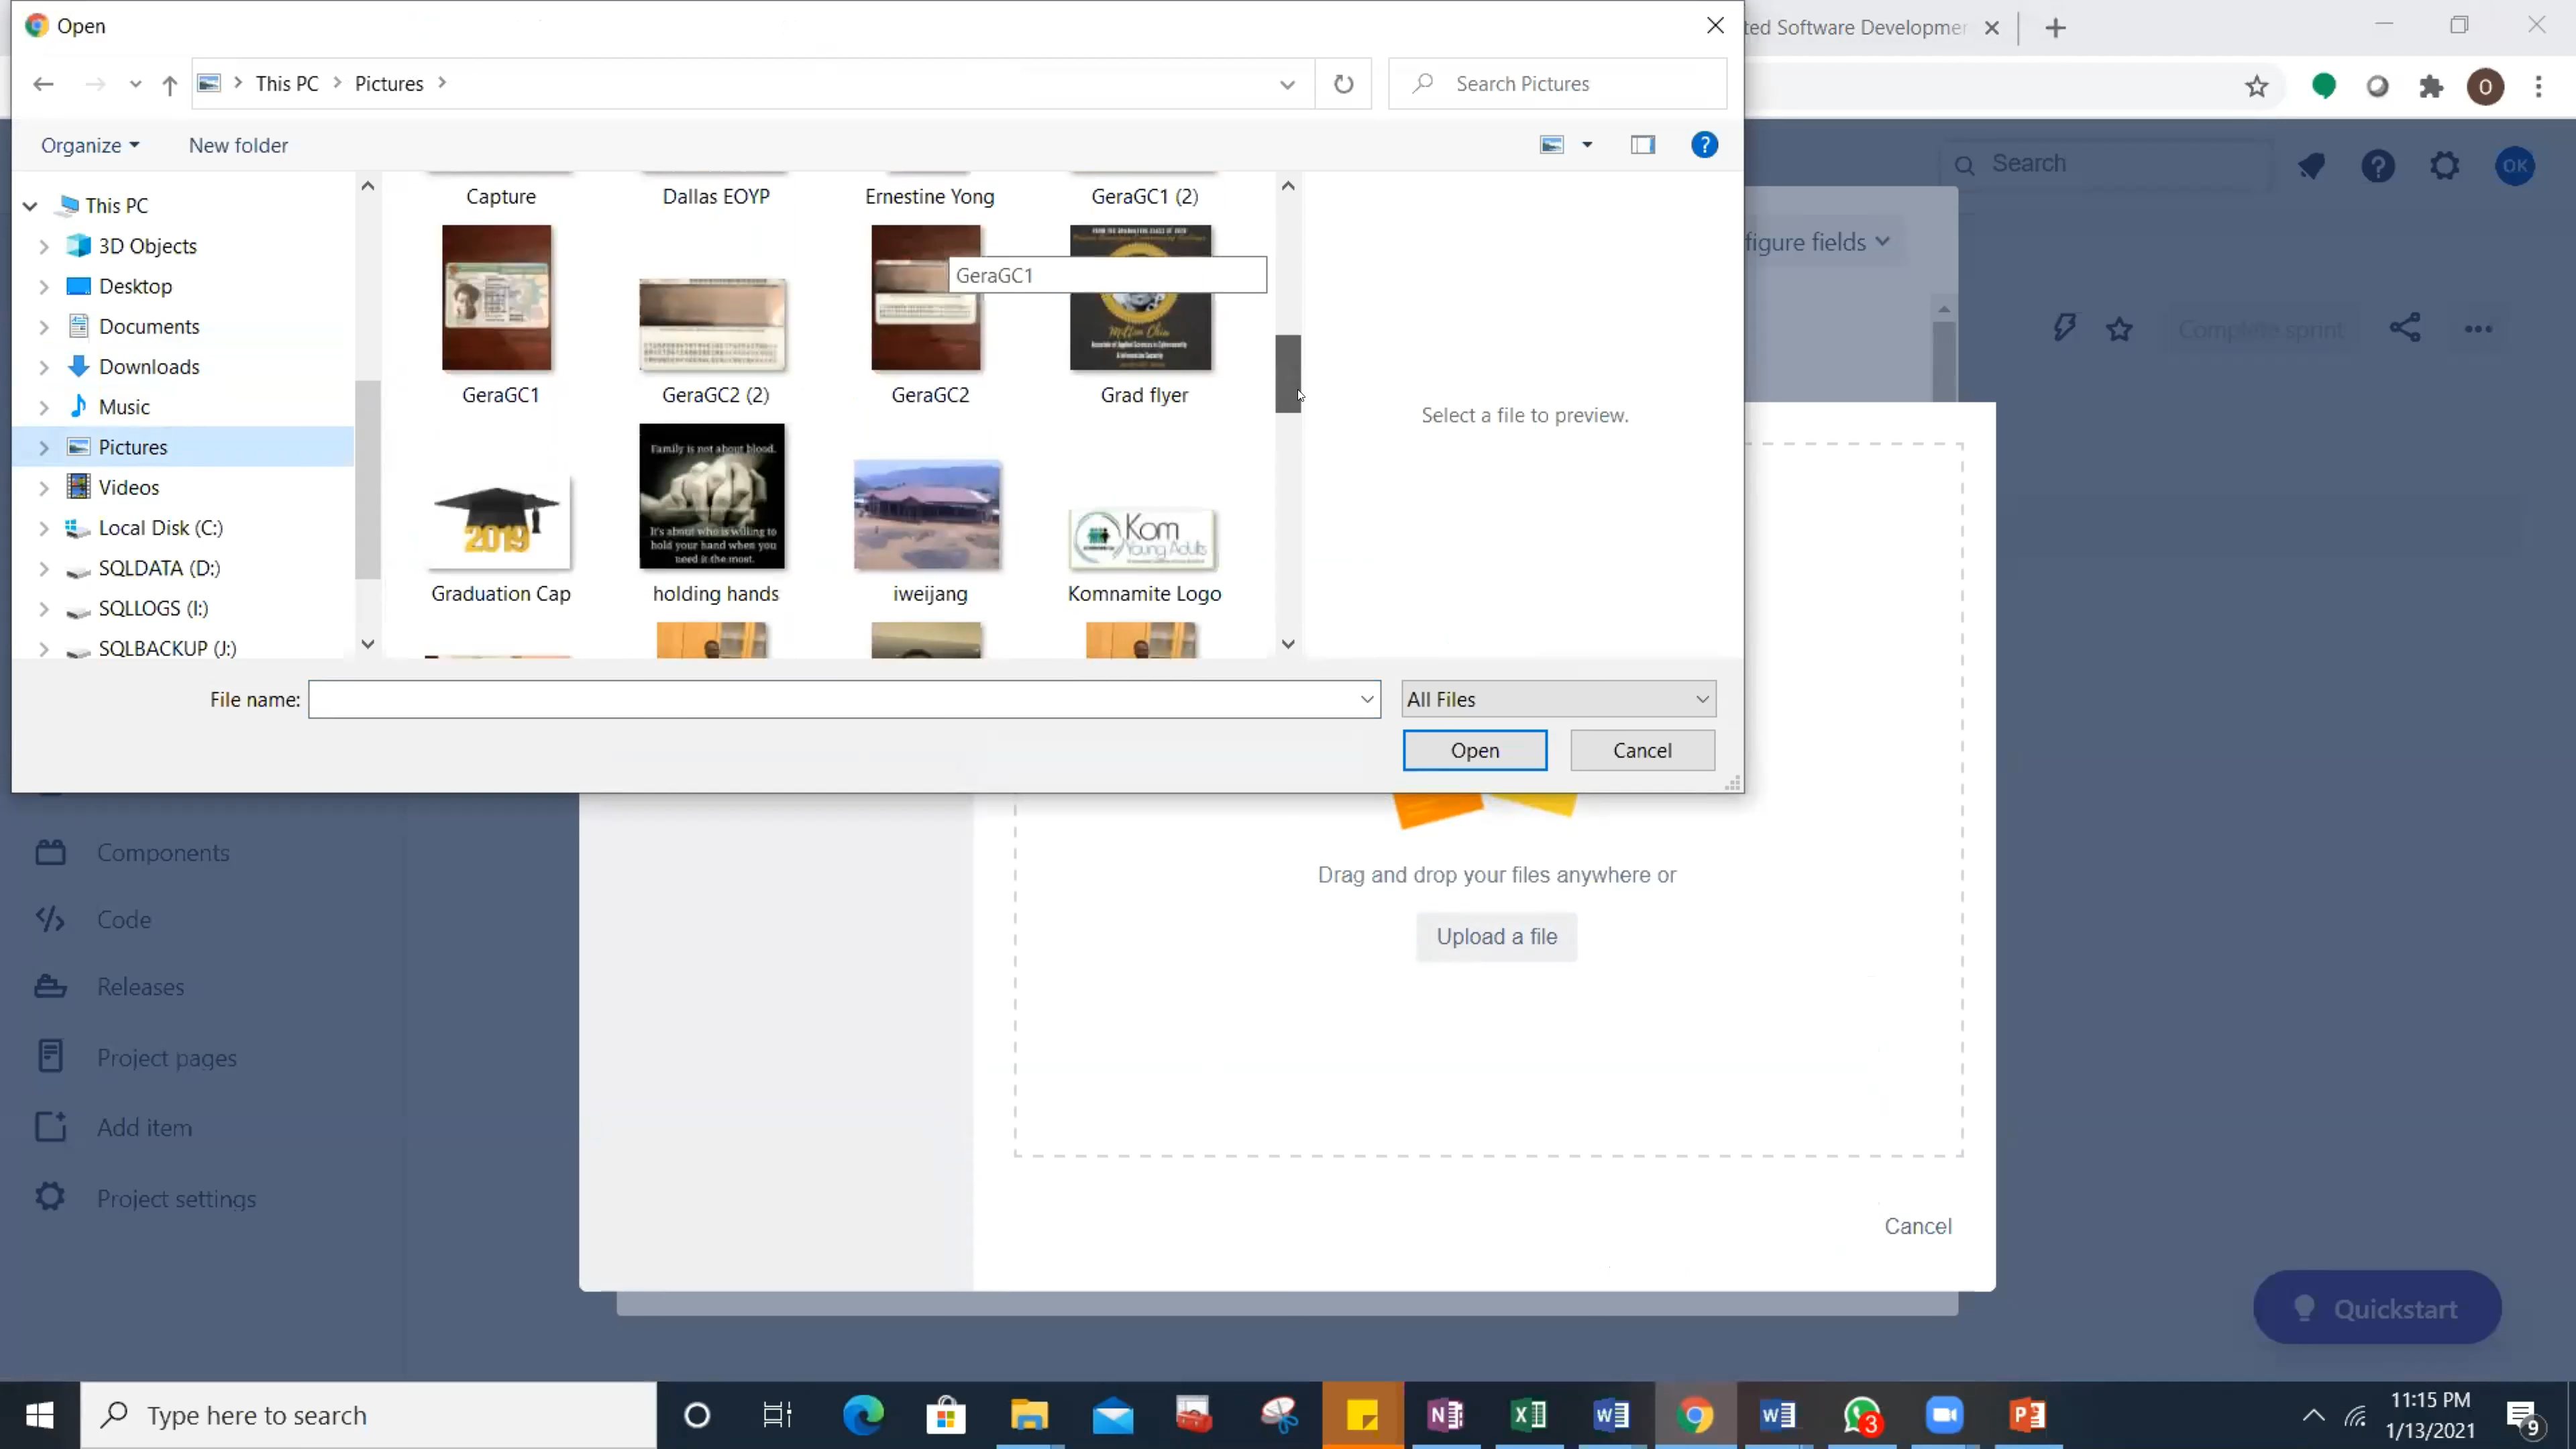 Open
ted Software Developmen
This PC
Pictures
Search Pictures
Organize
New folder
Search
OK
This PC
3D Objects
Desktop
Documents
Downloads
Music
Pictures
Videos
Local Disk (C:)
SQLDATA (D:)
SQLLOGS (I:)
SQLBACKUP (J:)
Capture
Dallas EOYP
Ernestine Yong
GeraGC1 (2)
GeraGC1
GeraGC1
GeraGC2 (2)
GeraGC2
Grad flyer
2019
Family is not about blood.
It's about who is willing to
hold your hand when you
need it the most.
Kom
Young Adults
Graduation Cap
holding hands
iweijang
Komnamite Logo
Select a file to preview.
figure fields
Complete sprint
File name:
All Files
Open
Cancel
Components
Code
Releases
Project pages
Add item
Project settings
Drag and drop your files anywhere or
Upload a file
Cancel
Quickstart
Type here to search
3
11:15 PM
1/13/2021
9